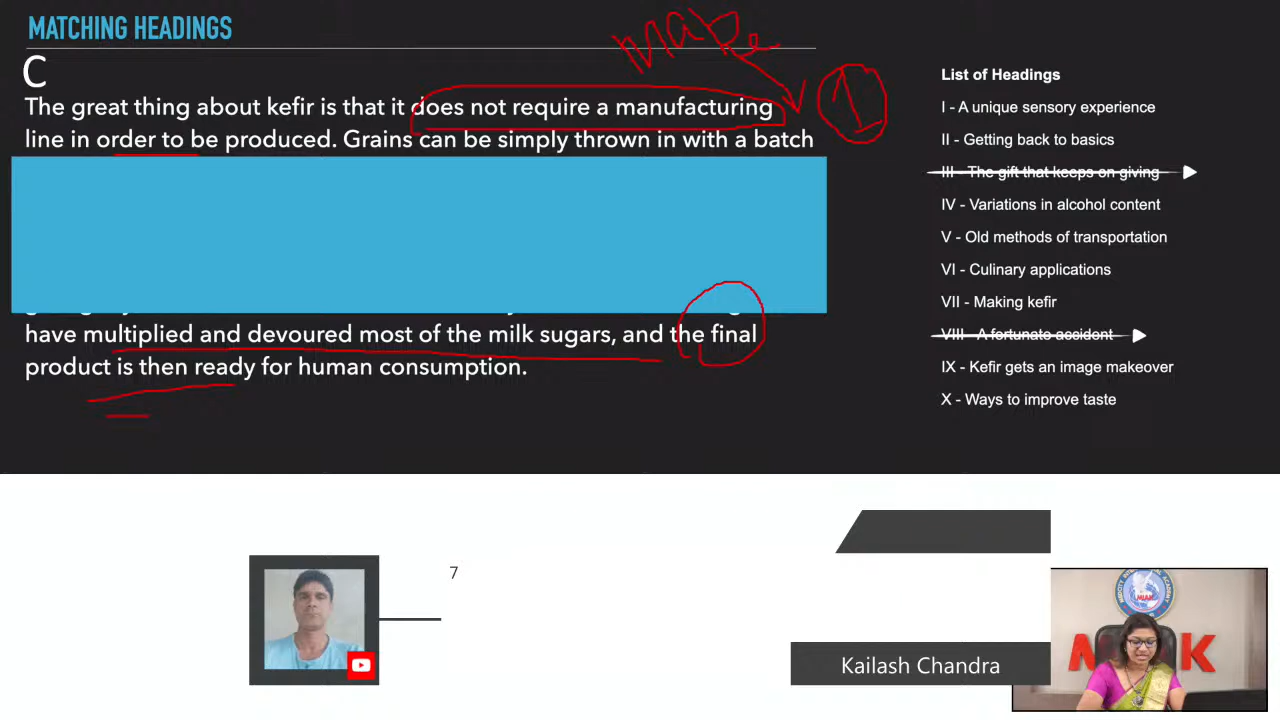 MATCHING HEADINGS
make
C
1
The great thing about kefir is that it does not require a manufacturing
line in order to be produced. Grains can be simply thrown in with a batch
have multiplied and devoured most of the milk sugars, and the final
product is then ready for human consumption.
List of Headings
I - A unique sensory experience
II - Getting back to basics
III - The gift that keeps on giving
IV - Variations in alcohol content
V - Old methods of transportation
VI - Culinary applications
VII - Making kefir
VIII - A fortunate accident
IX - Kefir gets an image makeover
X - Ways to improve taste
7
Kailash Chandra
MIAK
K